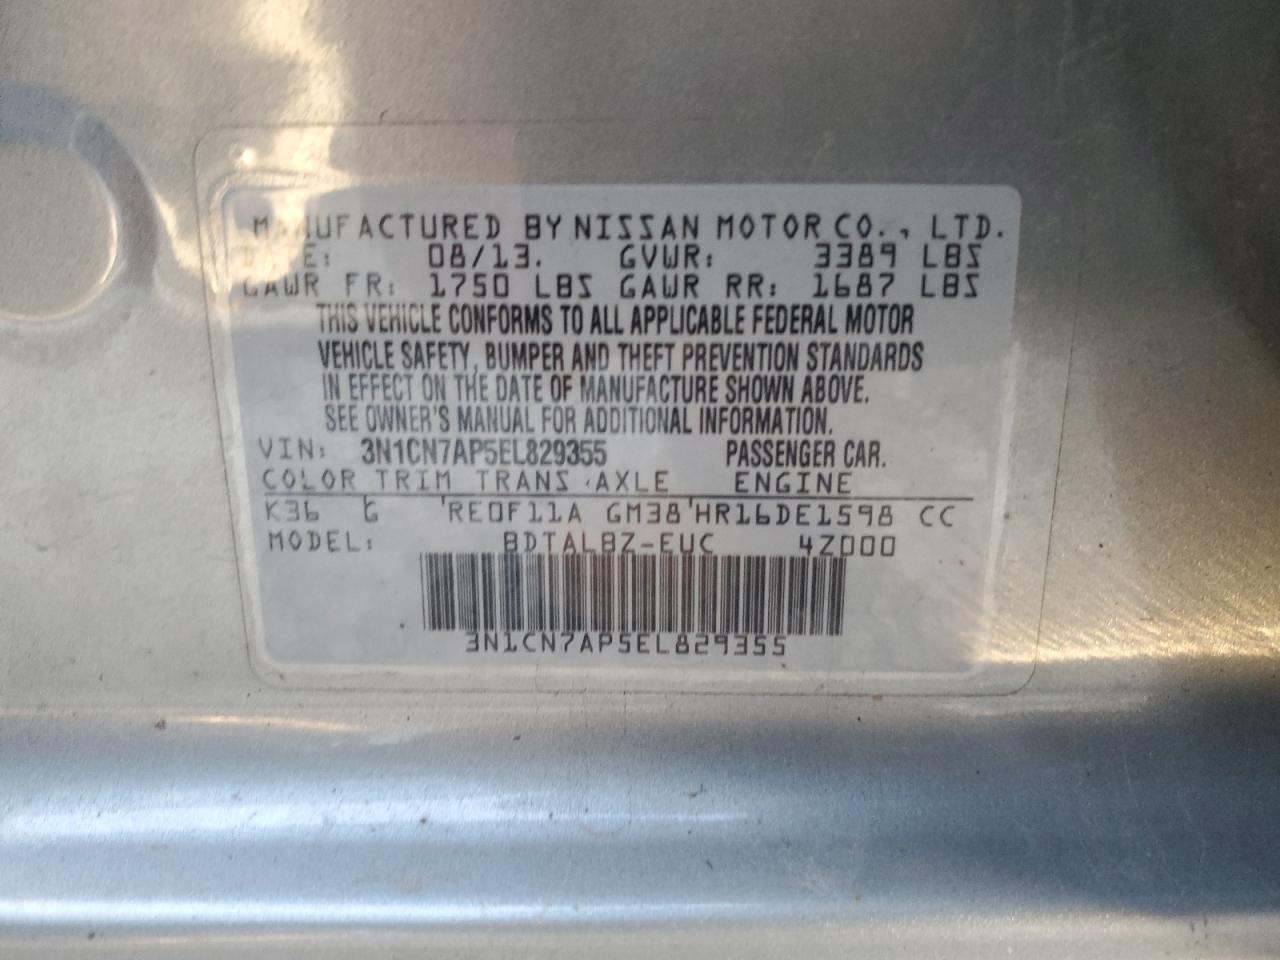 MANUFACTURED BY NISSAN MOTOR CO., LTD.
DATE: 08/13. GVWR: 3389 LBS
GAWR FR: 1750 LBS GAWR RR: 1687 LBS
THIS VEHICLE CONFORMS TO ALL APPLICABLE FEDERAL MOTOR
VEHICLE SAFETY, BUMPER AND THEFT PREVENTION STANDARDS
IN EFFECT ON THE DATE OF MANUFACTURE SHOWN ABOVE.
SEE OWNER'S MANUAL FOR ADDITIONAL INFORMATION.
VIN: 3N1CN7AP5EL829355 PASSENGER CAR.
COLOR TRIM TRANS. AXLE ENGINE
K36 G 'RE0F11A GM38'HR16DE1598 CC
MODEL: BDTALBZ-EUC 4Z000
3N1CN7AP5EL829355